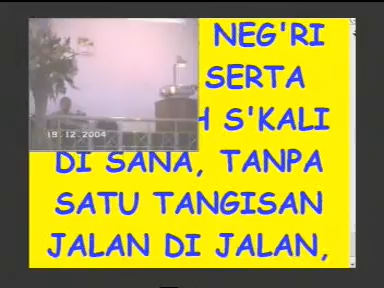 NEG'RI
SERTA
H S'KALI
DI SANA, TANPA
SATU TANGISAN
JALAN DI JALAN,
19.12.2004